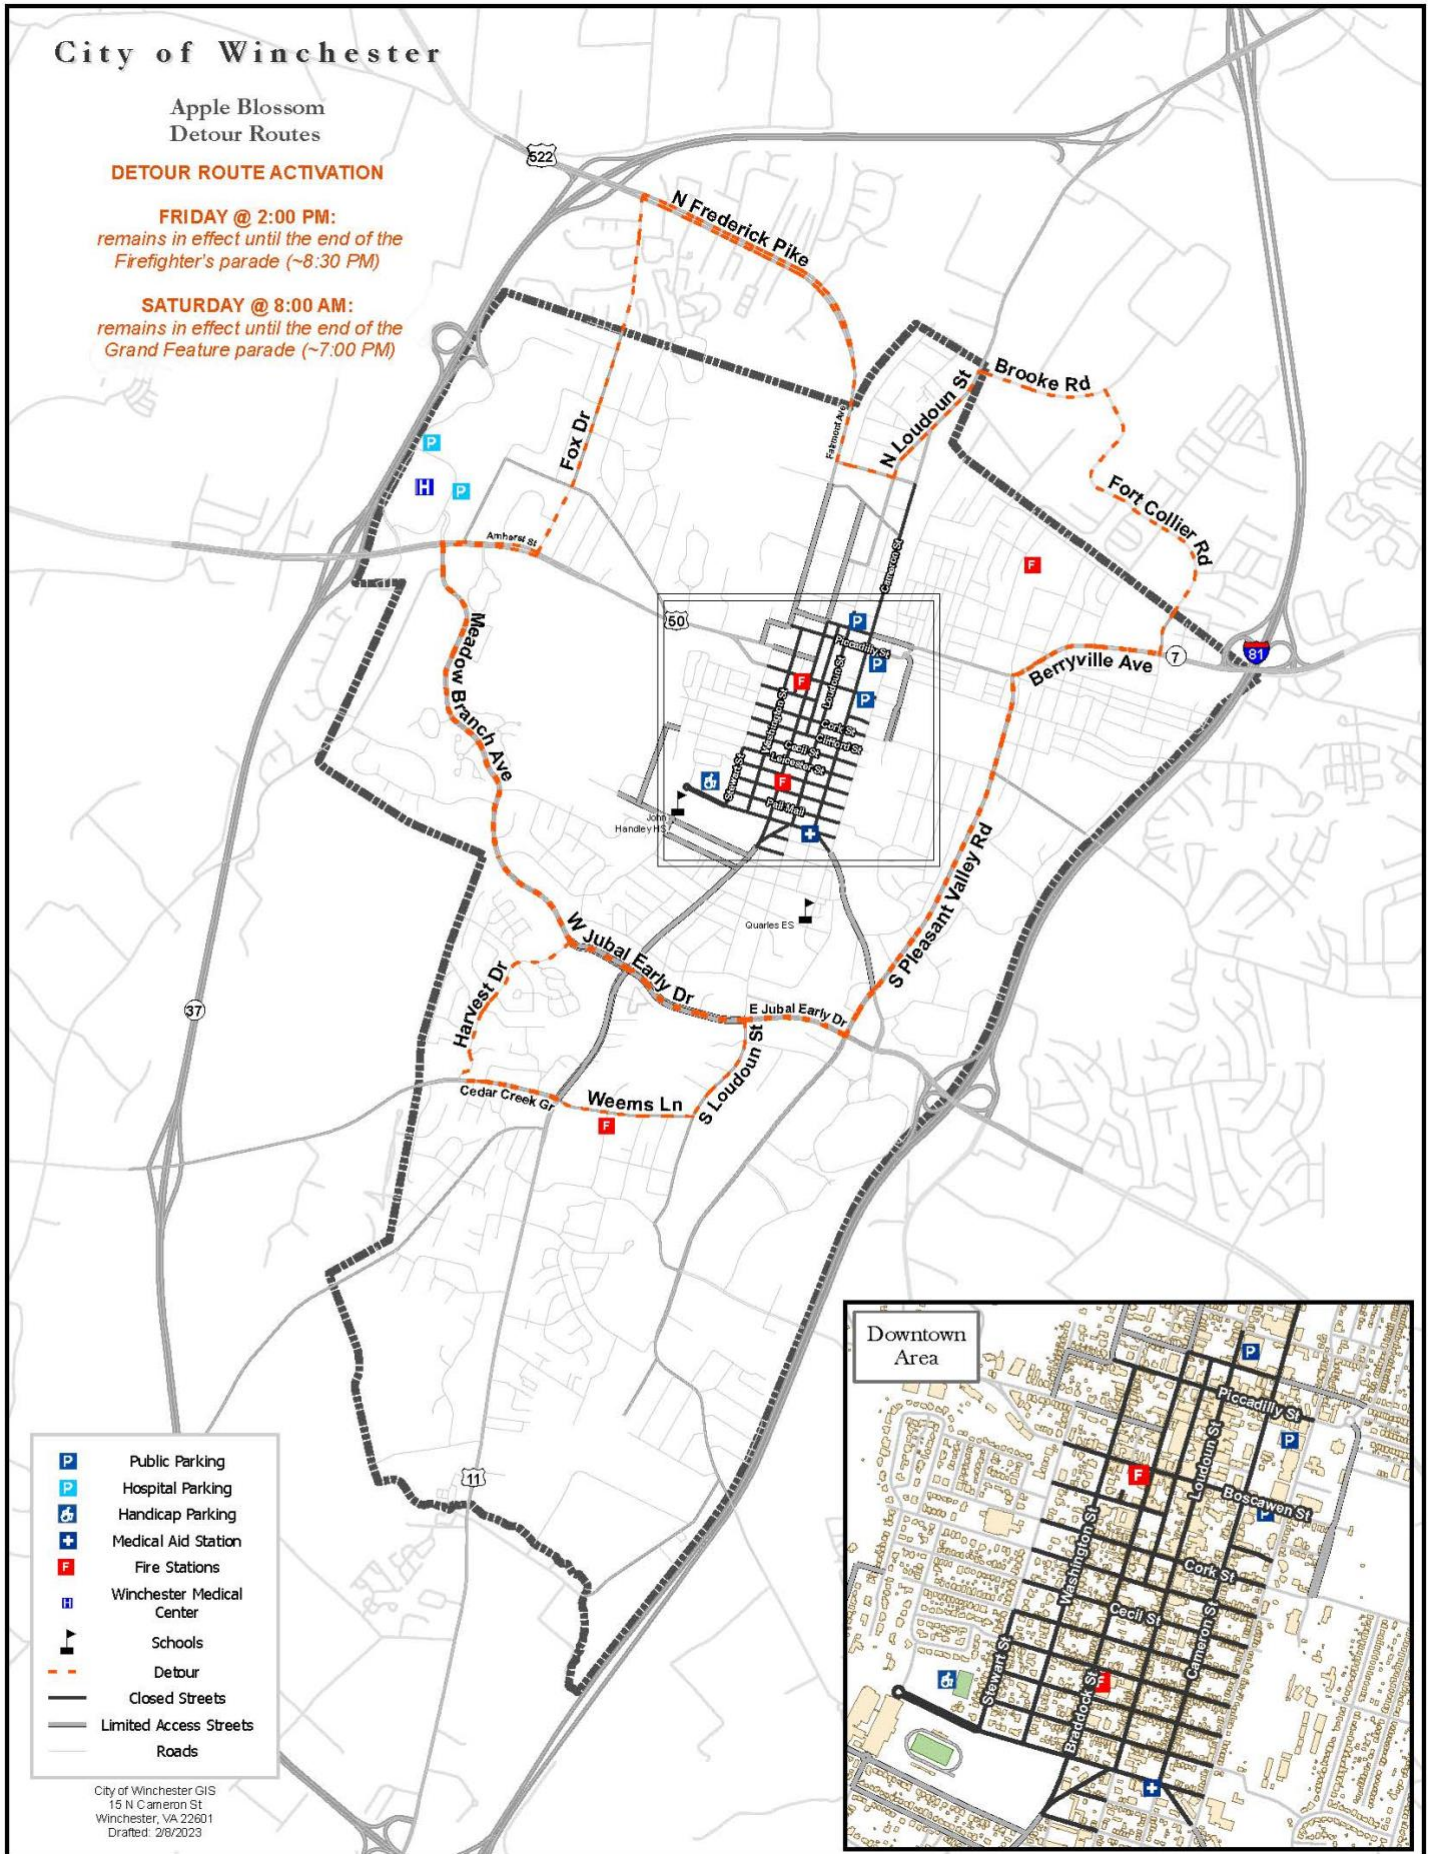 City of Winchester
Apple Blossom
Detour Routes
DETOUR ROUTE ACTIVATION
FRIDAY @ 2:00 PM:
remains in effect until the end of the
Firefighter's parade (~8:30 PM)
SATURDAY @ 8:00 AM:
remains in effect until the end of the
Grand Feature parade (~7:00 PM)
522
N Frederick Pike
Brooke Rd
N Loudoun St
Fairmont Ave
Fox Dr
Fort Collier Rd
P
H
P
Amherst St
F
Cameron St
50
P
Piccadilly St
P
7
81
Berryville Ave
Meadow Branch Ave
F
Loudoun St
P
Washington St
Cork St
Clifford St
Cecil St
Leicester St
Stewart St
F
Pall Mall
John
Handley HS
S Pleasant Valley Rd
Quarles ES
W Jubal Early Dr
Harvest Dr
37
E Jubal Early Dr
S Loudoun St
Cedar Creek Gr
Weems Ln
F
11
Downtown
Area
P
Piccadilly St
P
Loudoun St
F
Boscawen St
P
Washington St
Cork St
Cecil St
Cameron St
Stewart St
F
Braddock St
P Public Parking
P Hospital Parking
Handicap Parking
Medical Aid Station
F Fire Stations
H Winchester Medical
Center
Schools
Detour
Closed Streets
Limited Access Streets
Roads
City of Winchester GIS
15 N Cameron St
Winchester, VA 22601
Drafted: 2/8/2023